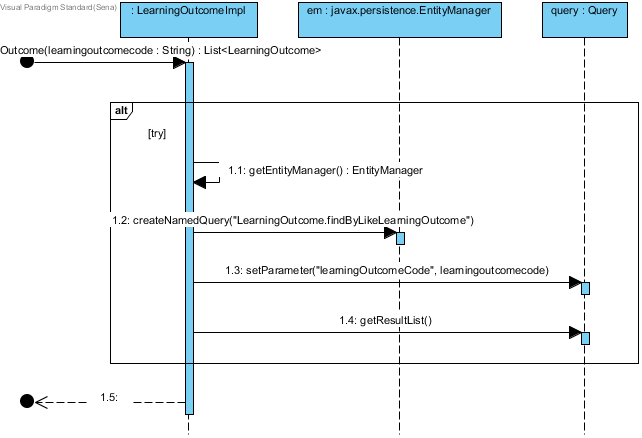 Visual Paradigm Standard(Sena)
: LearningOutcomeImpl
em : javax.persistence.EntityManager
query : Query
Outcome(learningoutcomecode : String) : List<LearningOutcome>
alt
[try]
1.1: getEntityManager() : EntityManager
1.2: createNamedQuery("LearningOutcome.findByLikeLearningOutcome")
1.3: setParameter("learningOutcomeCode", learningoutcomecode)
1.4: getResultList()
1.5: